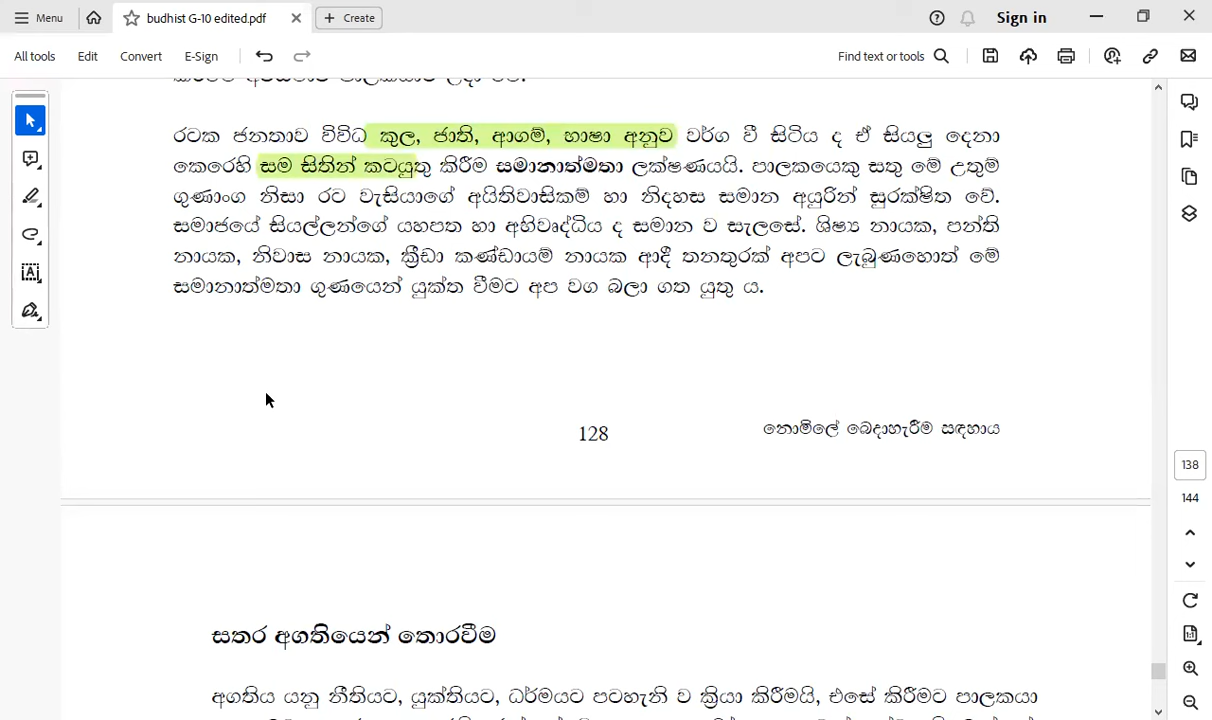 Menu
budhist G-10 edited.pdf
Create
Sign in
All tools
Edit
Convert
E-Sign
Find text or tools
රටක ජනතාව විවිධ කුල, ජාති, ආගම්, භාෂා අනුව වර්ග වී සිටිය ද ඒ සියලු දෙනා
කෙරෙහි සම සිතින් කටයුතු කිරීම සමානාත්මතා ලක්ෂණයයි. පාලකයෙකු සතු මේ උතුම්
ගුණාංග නිසා රට වැසියාගේ අයිතිවාසිකම් හා නිදහස සමාන අයුරින් සුරක්ෂිත වේ.
සමාජයේ සියල්ලන්ගේ යහපත හා අභිවෘද්ධිය ද සමාන ව සැලසේ. ශිෂ්‍ය නායක, පන්ති
නායක, නිවාස නායක, ක්‍රීඩා කණ්ඩායම් නායක ආදී තනතුරක් අපට ලැබුණහොත් මේ
සමානාත්මතා ගුණයෙන් යුක්ත වීමට අප වග බලා ගත යුතු ය.
128
නොමිලේ බෙදාහැරීම සඳහාය
138
144
සතර අගතියෙන් තොරවීම
අගතිය යනු නීතියට, යුක්තියට, ධර්මයට පටහැනි ව ක්‍රියා කිරීමයි, එසේ කිරීමට පාලකයා